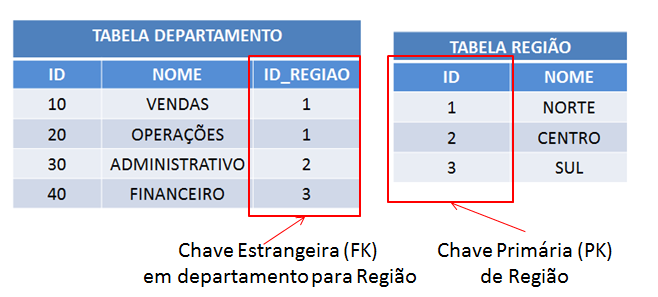 TABELA DEPARTAMENTO
ID NOME ID_REGIAO
10 VENDAS 1
20 OPERAÇÕES 1
30 ADMINISTRATIVO 2
40 FINANCEIRO 3
TABELA REGIÃO
ID NOME
1 NORTE
2 CENTRO
3 SUL
Chave Estrangeira (FK)
em departamento para Região
Chave Primária (PK)
de Região